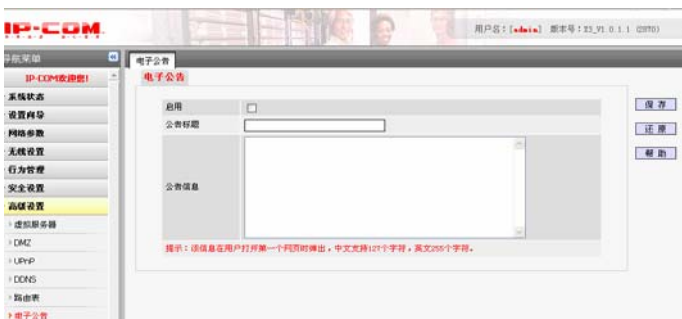 IP-COM
用户名：[admin] 版本号：E3_V1.0.1.1 (2870)
导航菜单
电子公告
IP-COM欢迎您!
系统状态
设置向导
网络参数
无线设置
行为管理
安全设置
高级设置
虚拟服务器
DMZ
UPnP
DDNS
路由表
电子公告
电子公告
启用
公告标题
公告信息
提示：该信息在用户打开第一个网页时弹出，中文支持127个字符，英文255个字符。
保 存
还 原
帮 助